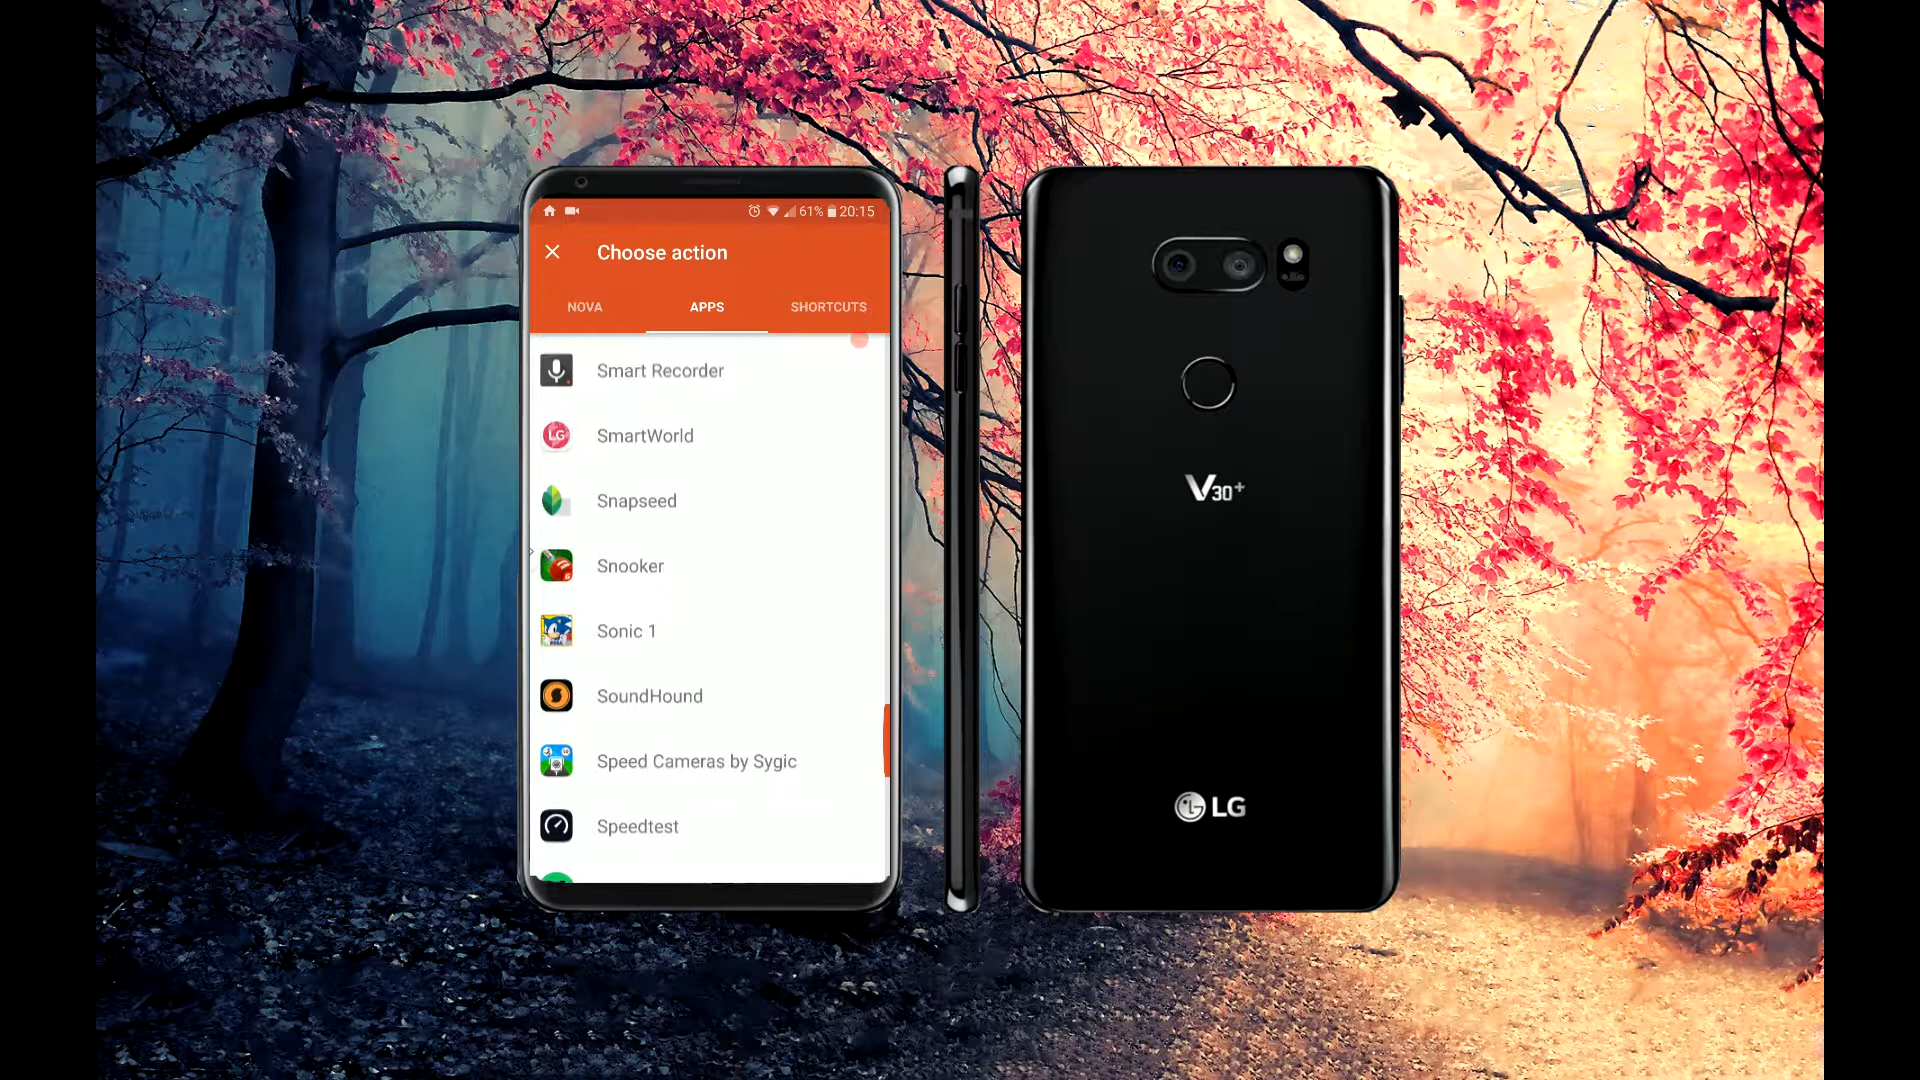 61% 20:15
Choose action
NOVA APPS SHORTCUTS
Smart Recorder
LG SmartWorld
Snapseed
Snooker
Sonic 1
SoundHound
Speed Cameras by Sygic
Speedtest
V30+
LG